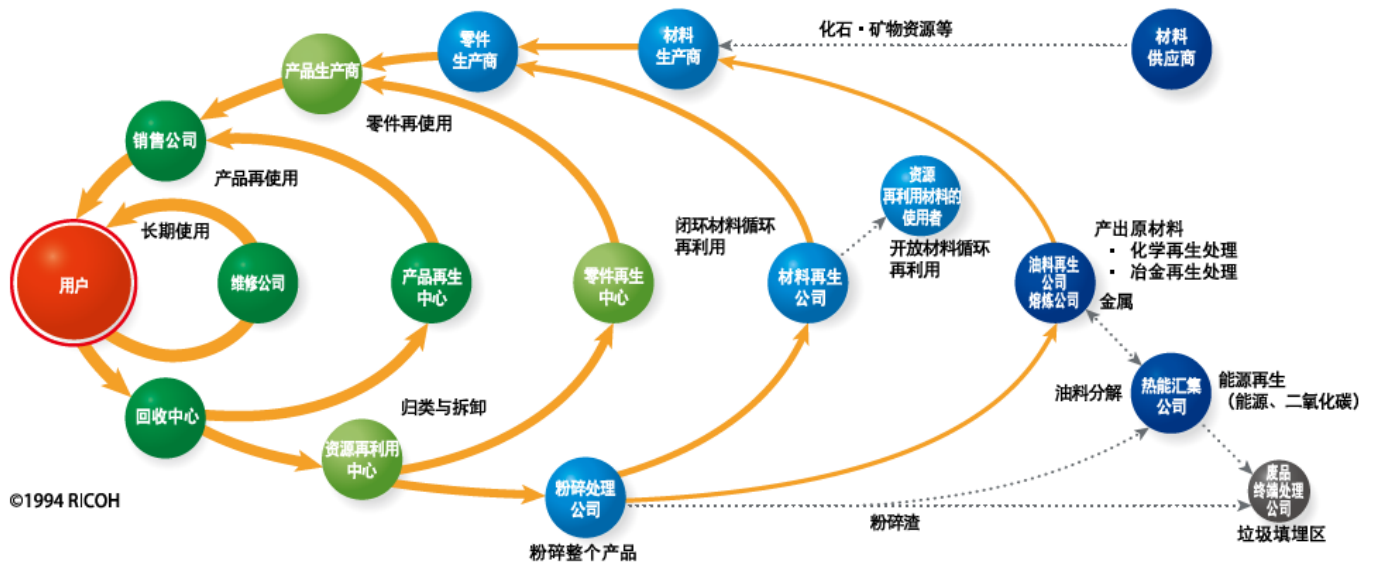 零件
生产商
材料
生产商
化石・矿物资源等
材料
供应商
产品生产商
零件再使用
销售公司
产品再使用
长期使用
资源
再利用材料的
使用者
闭环材料循环
再利用
开放材料循环
再利用
产出原材料
・ 化学再生处理
・ 冶金再生处理
用户
维修公司
产品再生
中心
零件再生
中心
材料再生
公司
油料再生
公司
熔炼公司
金属
回收中心
归类与拆卸
油料分解
热能汇集
公司
能源再生
（能源、二氧化碳）
资源再利用
中心
粉碎处理
公司
粉碎整个产品
粉碎渣
废品
终端处理
公司
垃圾填埋区
©1994 RICOH